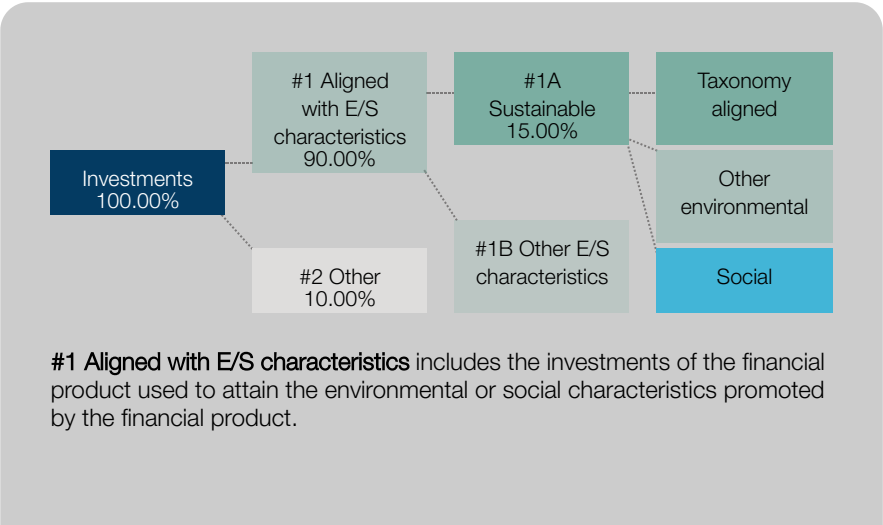 Investments
100.00%
#1 Aligned
with E/S
characteristics
90.00%
#2 Other
10.00%
#1A
Sustainable
15.00%
#1B Other E/S
characteristics
Taxonomy
aligned
Other
environmental
Social
#1 Aligned with E/S characteristics includes the investments of the financial
product used to attain the environmental or social characteristics promoted
by the financial product.